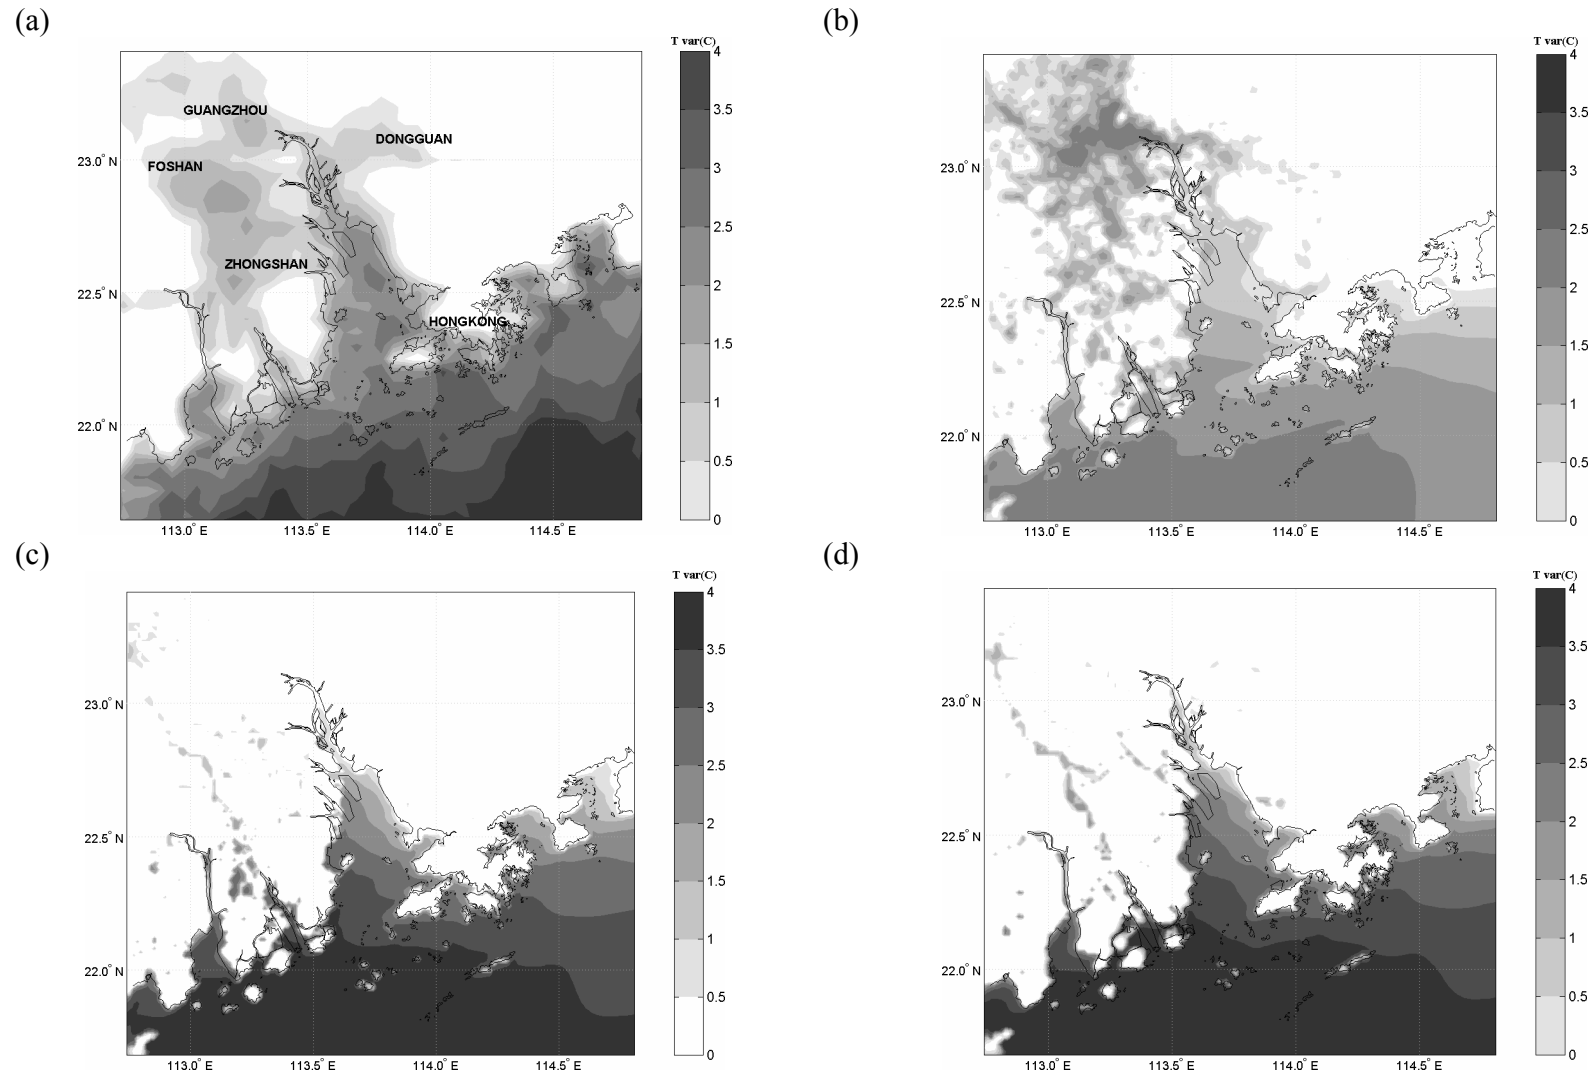 (a)
(b)
T var(C)
T var(C)
4
3.5
3
2.5
2
1.5
1
0.5
0
4
3.5
3
2.5
2
1.5
1
0.5
0
GUANGZHOU
DONGGUAN
FOSHAN
ZHONGSHAN
HONGKONG
23.0° N
22.5° N
22.0° N
113.0° E 113.5° E 114.0° E 114.5° E
23.0° N
22.5° N
22.0° N
113.0° E 113.5° E 114.0° E 114.5° E
(c)
(d)
T var(C)
T var(C)
4
3.5
3
2.5
2
1.5
1
0.5
0
4
3.5
3
2.5
2
1.5
1
0.5
0
23.0° N
22.5° N
22.0° N
113.0° E 113.5° E 114.0° E 114.5° E
23.0° N
22.5° N
22.0° N
113.0° E 113.5° E 114.0° E 114.5° E